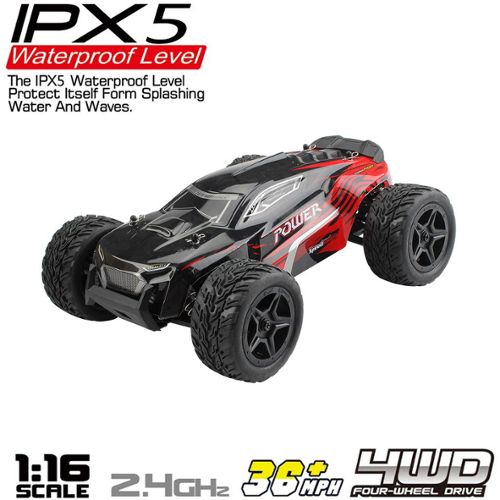 IPX5
Waterproof Level
The IPX5 Waterproof Level
Protect Itself Form Splashing
Water And Waves.
POWER
Speed
1:16
SCALE
2.4GHz
36+
MPH
4WD
FOUR-WHEEL DRIVE